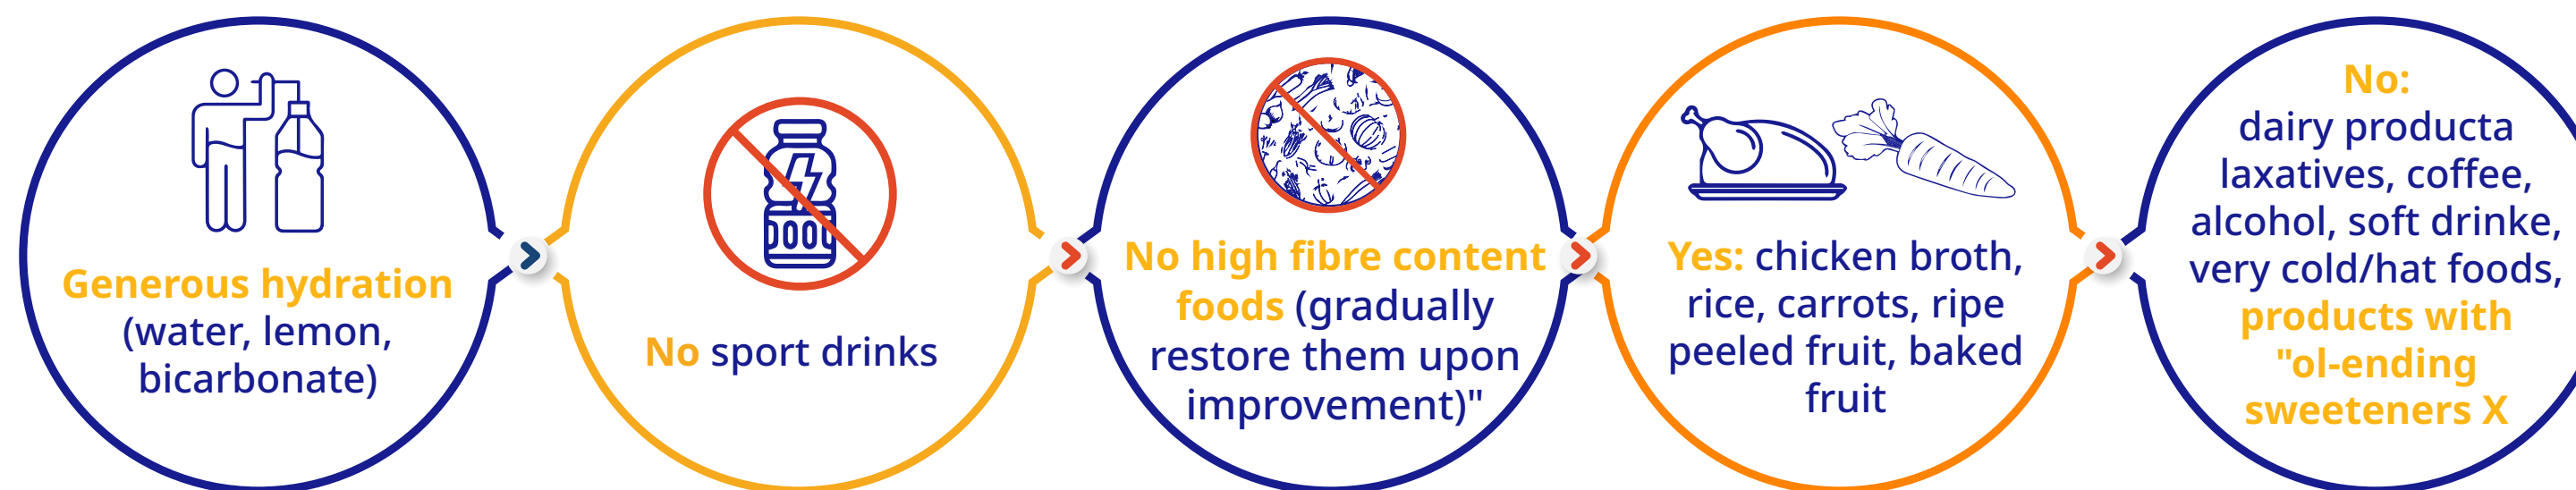 Generous hydration
(water, lemon,
bicarbonate)
No sport drinks
No high fibre content
foods (gradually
restore them upon
improvement)"
Yes: chicken broth,
rice, carrots, ripe
peeled fruit, baked
fruit
No:
dairy producta
laxatives, coffee,
alcohol, soft drinke,
very cold/hat foods,
products with
"ol-ending
sweeteners X